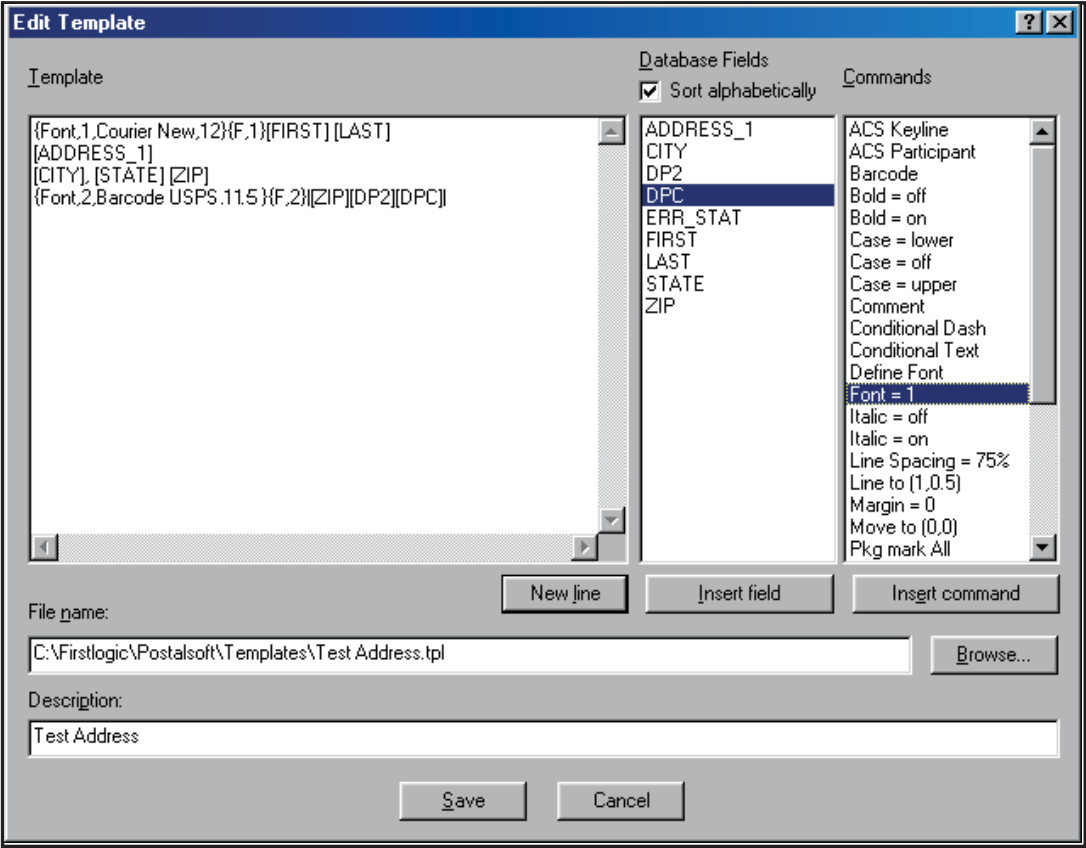 Edit Template
Template
{Font,1,Courier New,12}{F,1}[FIRST] [LAST]
[ADDRESS_1]
[CITY], [STATE] [ZIP]
{Font,2,Barcode USPS.11.5 }{F,2}|[ZIP][DP2][DPC]|
Database Fields
Sort alphabetically
ADDRESS_1
CITY
DP2
DPC
ERR_STAT
FIRST
LAST
STATE
ZIP
Commands
ACS Keyline
ACS Participant
Barcode
Bold = off
Bold = on
Case = lower
Case = off
Case = upper
Comment
Conditional Dash
Conditional Text
Define Font
Font = 1
Italic = off
Italic = on
Line Spacing = 75%
Line to (1,0.5)
Margin = 0
Move to (0,0)
Pkg mark All
New line
Insert field
Insert command
File name:
C:\Firstlogic\Postalsoft\Templates\Test Address.tpl
Browse...
Description:
Test Address
Save
Cancel